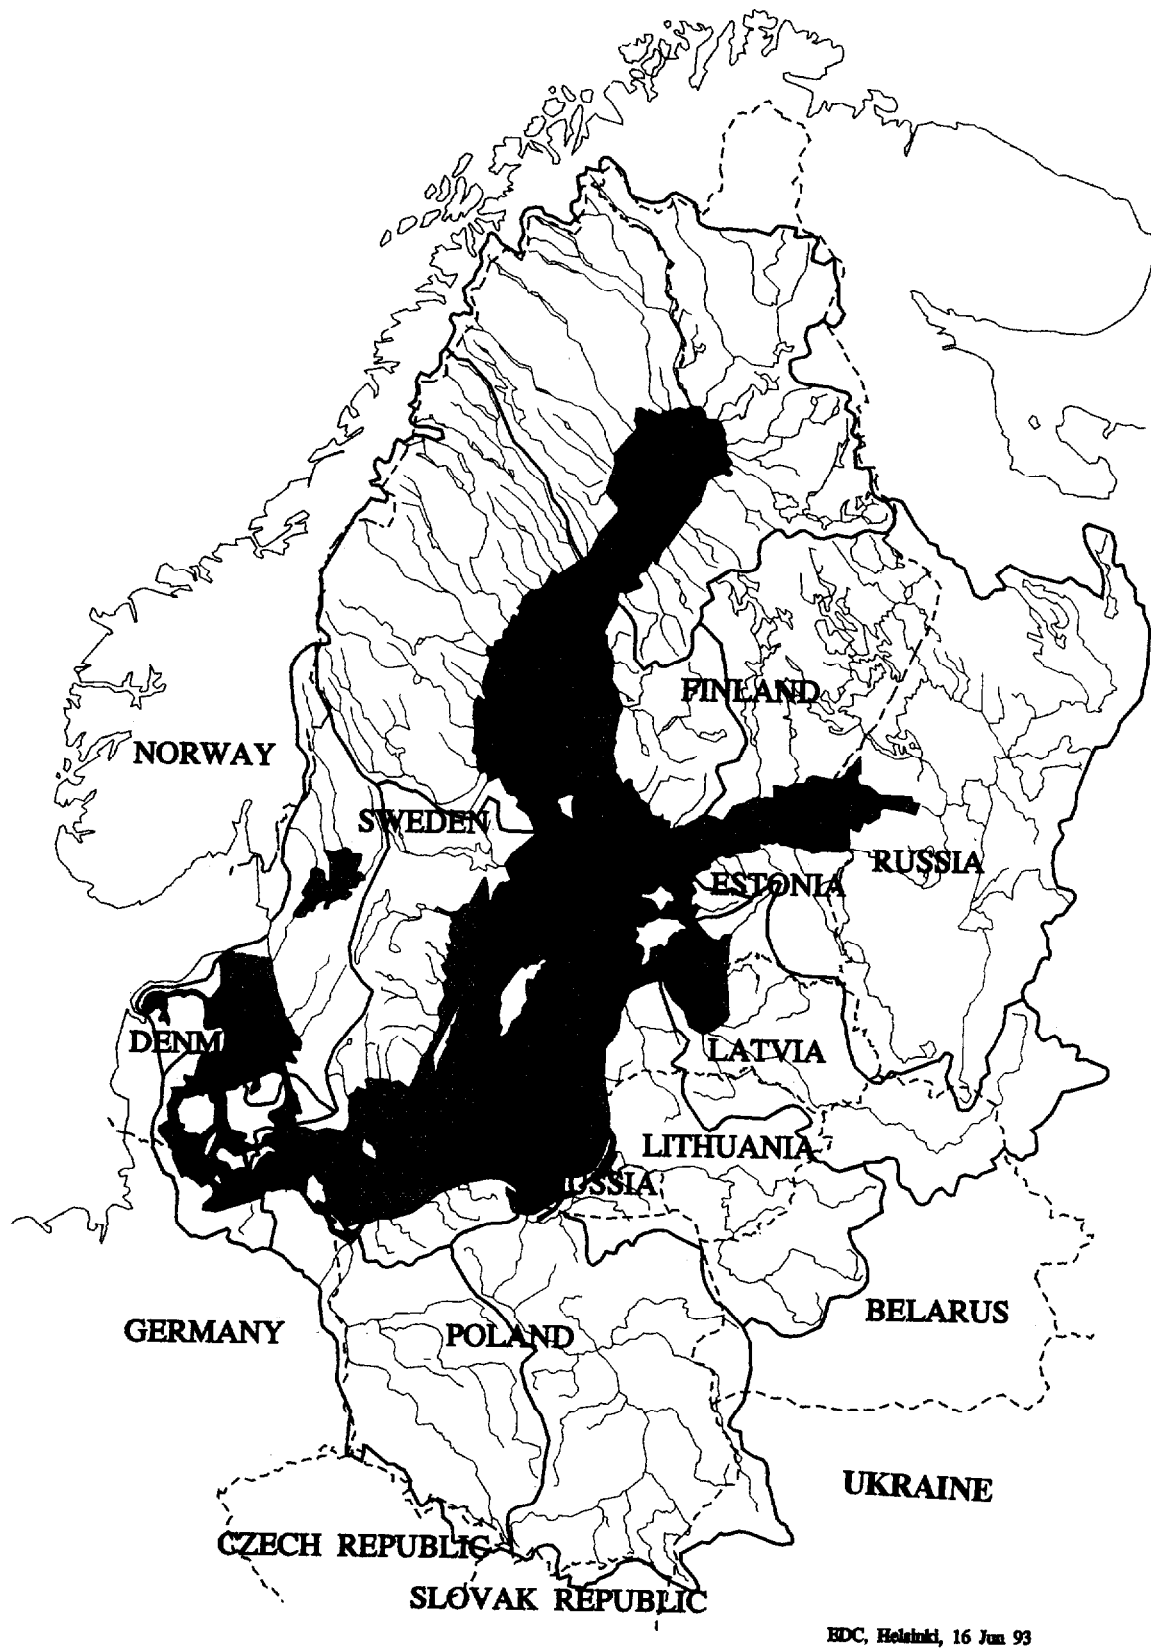 FINLAND
NORWAY
SWEDEN
RUSSIA
ESTONIA
DENM
LATVIA
LITHUANIA
USSIA
BELARUS
GERMANY
POLAND
UKRAINE
CZECH REPUBLIC
SLOVAK REPUBLIC
EDC, Helsinki, 16 Jun 93